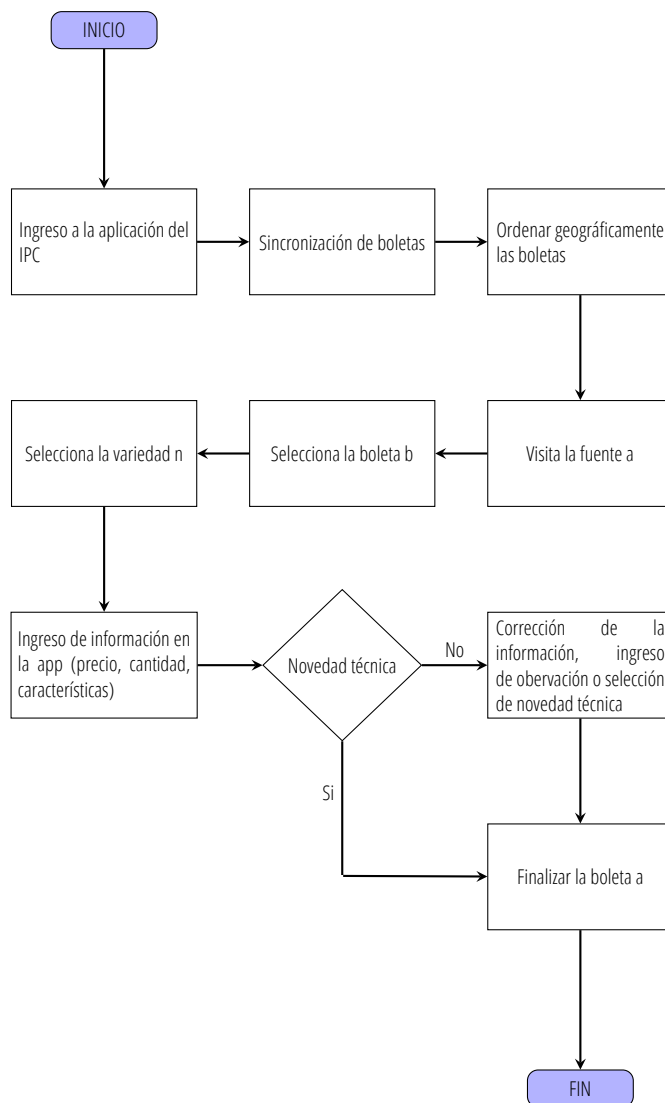 INICIO
Ingreso a la aplicación del
IPC
Sincronización de boletas
Ordenar geográficamente
las boletas
Selecciona la variedad n
Selecciona la boleta b
Visita la fuente a
Ingreso de información en
la app (precio, cantidad,
características)
Novedad técnica
No
Corrección de la
información, ingreso
de obervación o selección
de novedad técnica
Si
Finalizar la boleta a
FIN